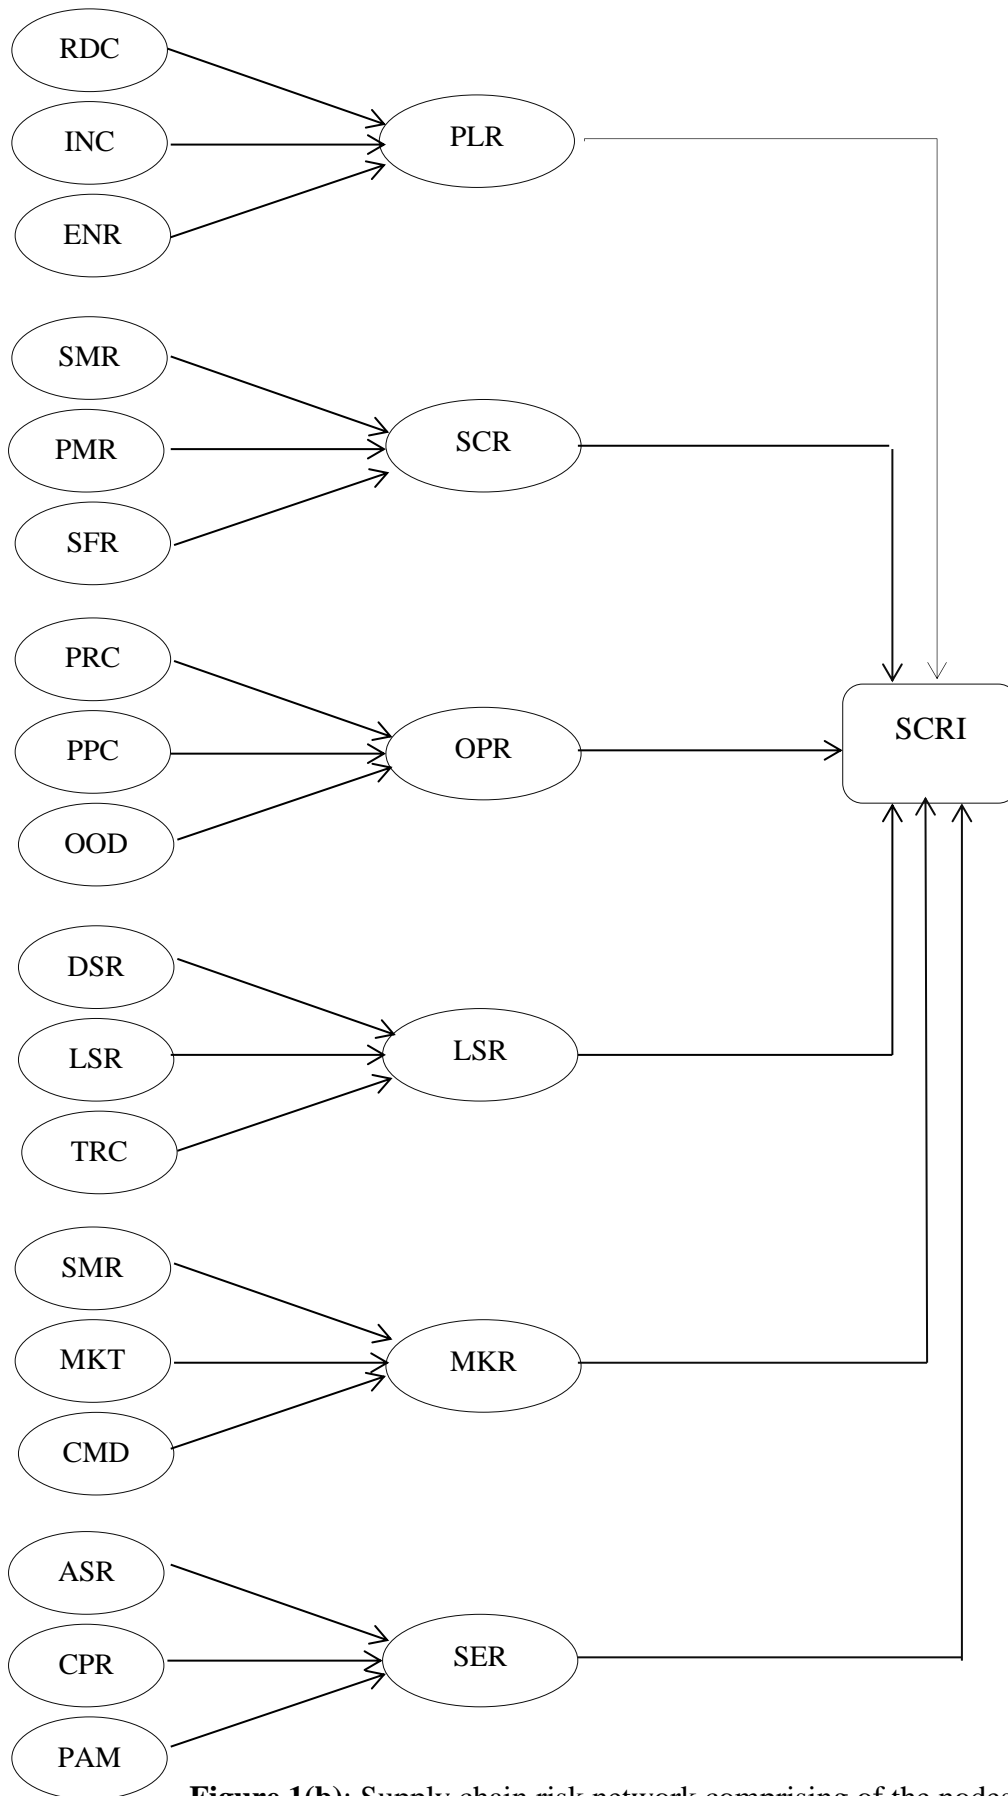 RDC
INC
PLR
ENR
SMR
PMR
SCR
SFR
PRC
PPC
OPR
SCRI
OOD
DSR
LSR
LSR
TRC
SMR
MKT
MKR
CMD
ASR
CPR
SER
PAM
Figure 1(b): Supply chain risk network comprising of the nodes